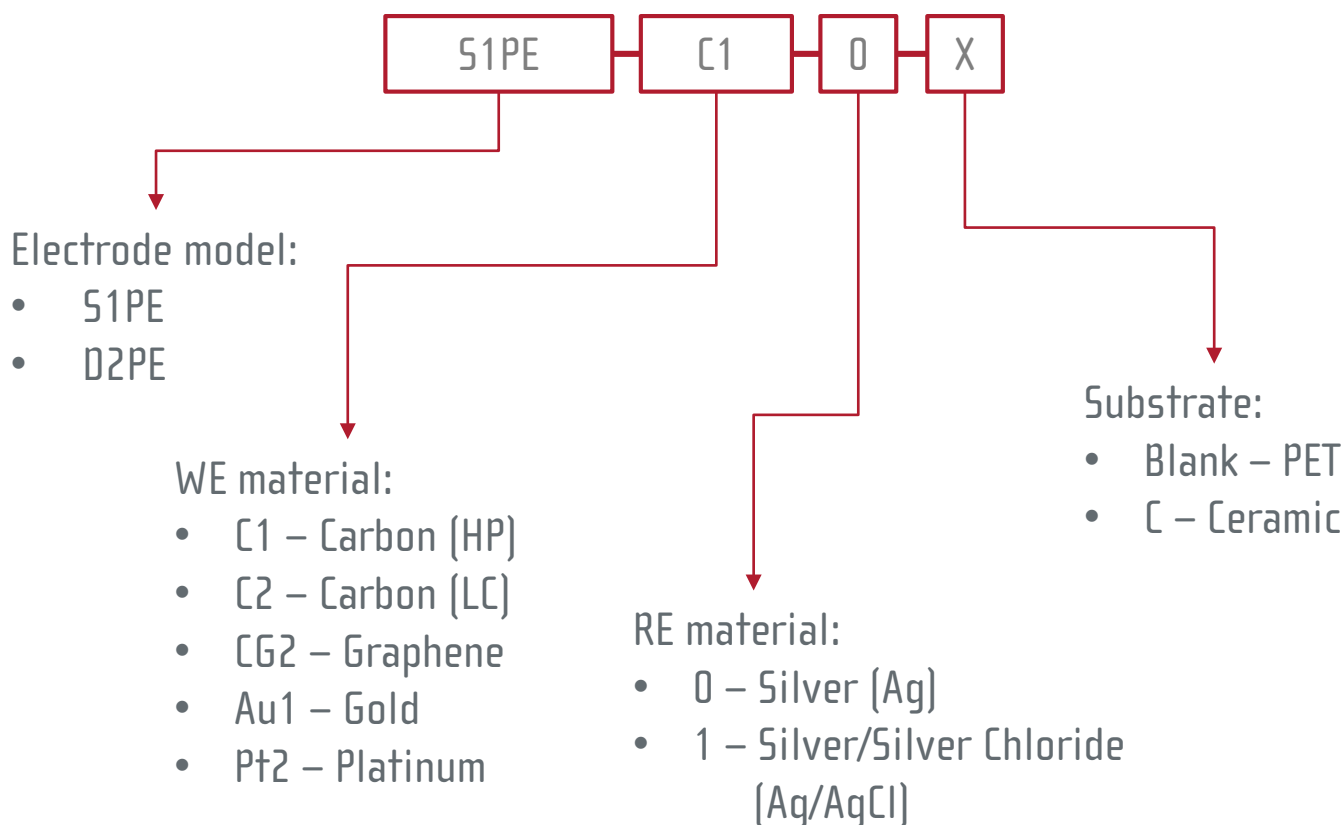 S1PE C1 0 X
Electrode model:
• S1PE
• D2PE
WE material:
• C1 – Carbon (HP)
• C2 – Carbon (LC)
• CG2 – Graphene
• Au1 – Gold
• Pt2 – Platinum
RE material:
• 0 – Silver (Ag)
• 1 – Silver/Silver Chloride
(Ag/AgCl)
Substrate:
• Blank – PET
• C – Ceramic